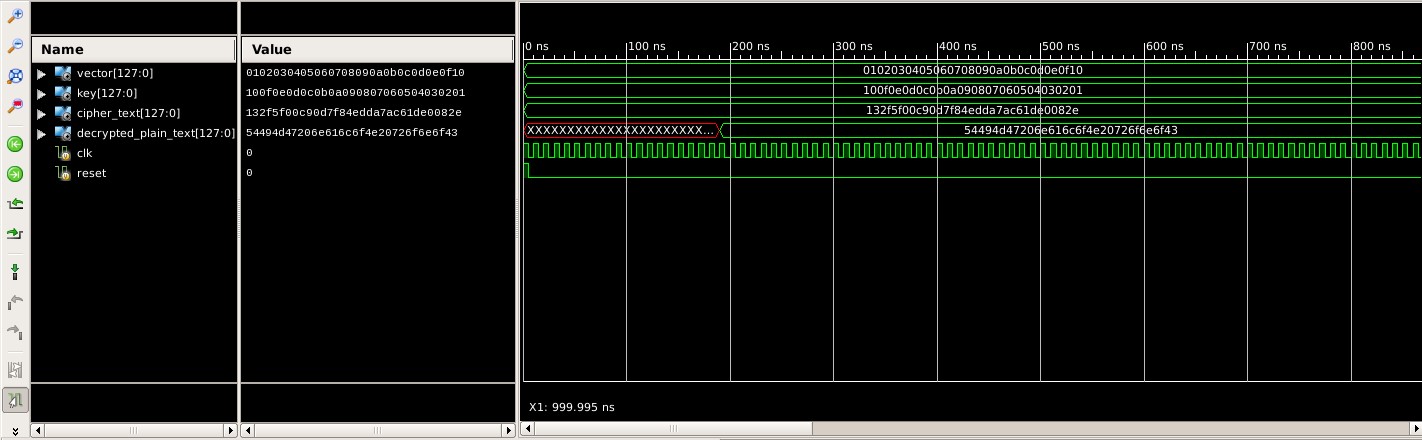 Name Value
0 ns 100 ns 200 ns 300 ns 400 ns 500 ns 600 ns 700 ns 800 ns
vector[127:0] 0102030405060708090a0b0c0d0e0f10 0102030405060708090a0b0c0d0e0f10
key[127:0] 100f0e0d0c0b0a090807060504030201 100f0e0d0c0b0a090807060504030201
cipher_text[127:0] 132f5f00c90d7f84edda7ac61de0082e 132f5f00c90d7f84edda7ac61de0082e
decrypted_plain_text[127:0] 54494d47206e616c6f4e20726f6e6f43 XXXXXXXXXXXXXXXXXXXXXX... 54494d47206e616c6f4e20726f6e6f43
clk 0
reset 0
X1: 999.995 ns